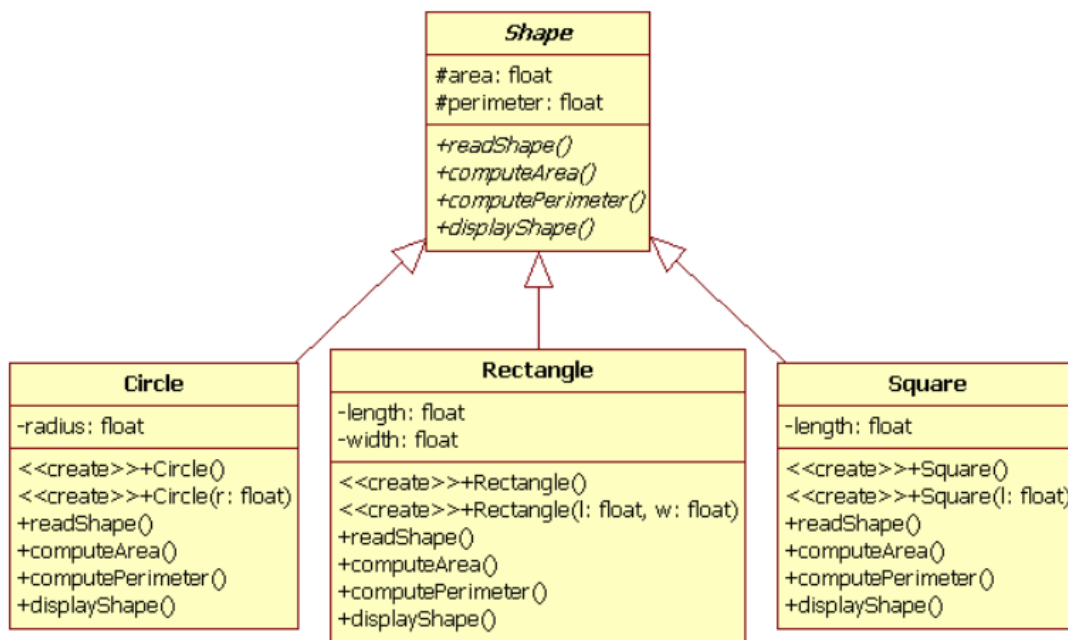 Shape
#area: float
#perimeter: float
+readShape()
+computeArea()
+computePerimeter()
+displayShape()
Circle
-radius: float
<<create>>+Circle()
<<create>>+Circle(r: float)
+readShape()
+computeArea()
+computePerimeter()
+displayShape()
Rectangle
-length: float
-width: float
<<create>>+Rectangle()
<<create>>+Rectangle(l: float, w: float)
+readShape()
+computeArea()
+computePerimeter()
+displayShape()
Square
-length: float
<<create>>+Square()
<<create>>+Square(l: float)
+readShape()
+computeArea()
+computePerimeter()
+displayShape()